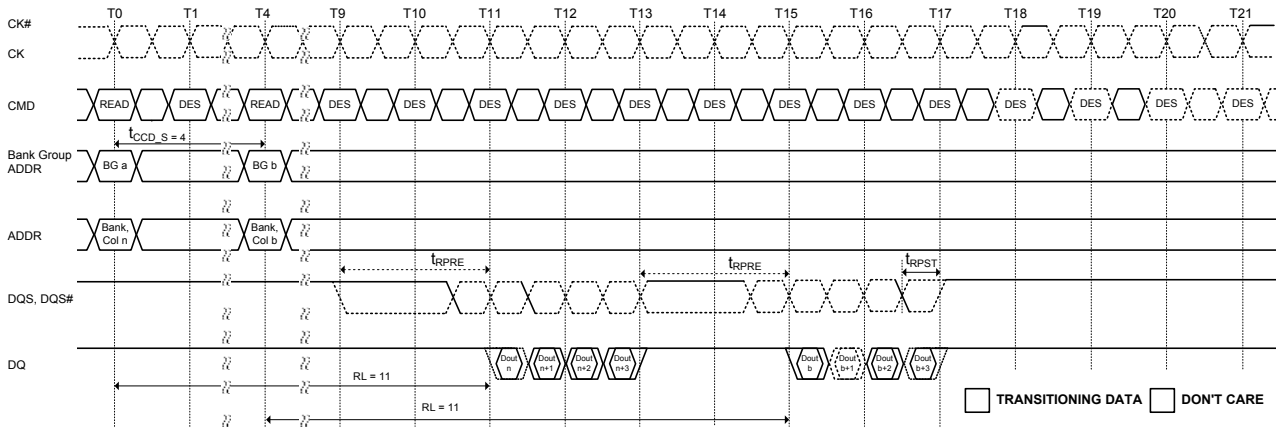 T0 T1 T4 T9 T10 T11 T12 T13 T14 T15 T16 T17 T18 T19 T20 T21
CK#
CK
CMD READ DES READ DES DES DES DES DES DES DES DES DES DES DES DES DES
tCCD_S = 4
Bank Group
ADDR
BG a BG b
ADDR
Bank,
Col n
Bank,
Col b
tRPRE tRPRE tRPST
DQS, DQS#
DQ
Dout
n
Dout
n+1
Dout
n+2
Dout
n+3
Dout
b
Dout
b+1
Dout
b+2
Dout
b+3
RL = 11
RL = 11
TRANSITIONING DATA DON'T CARE